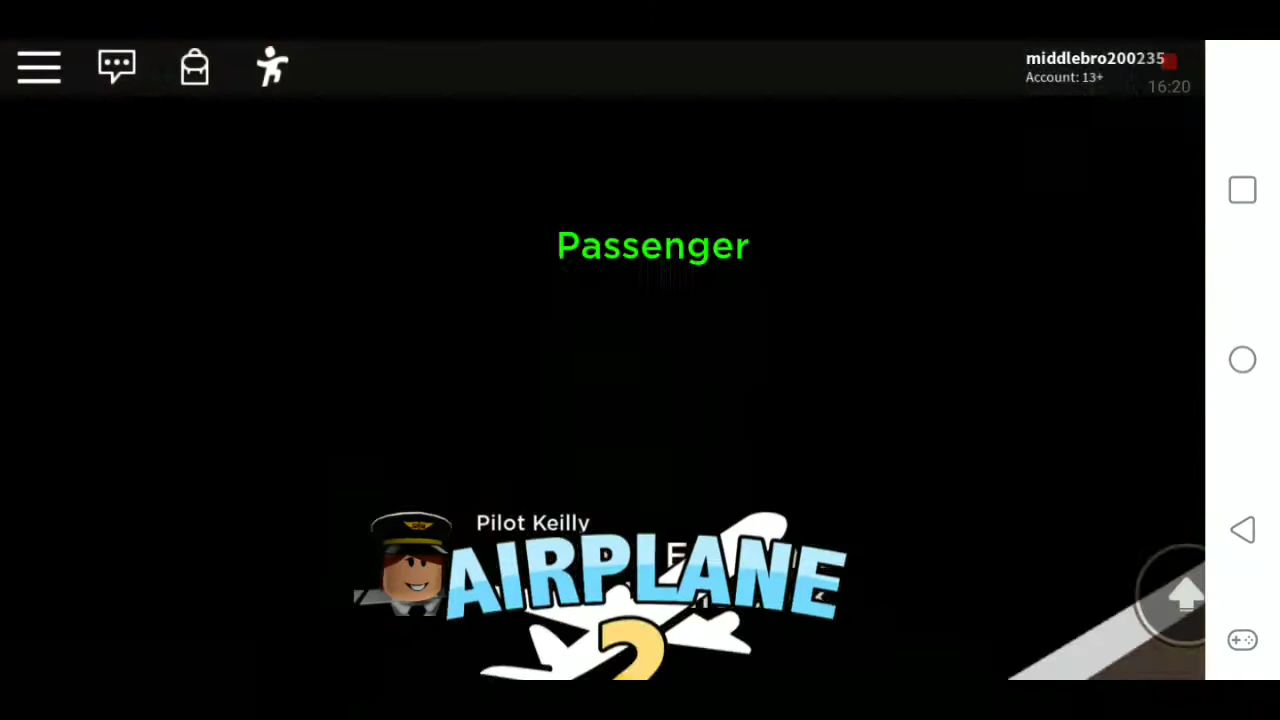 middlebro200235
Account: 13+
16:20
Passenger
Pilot Keilly
AIRPLANE
2